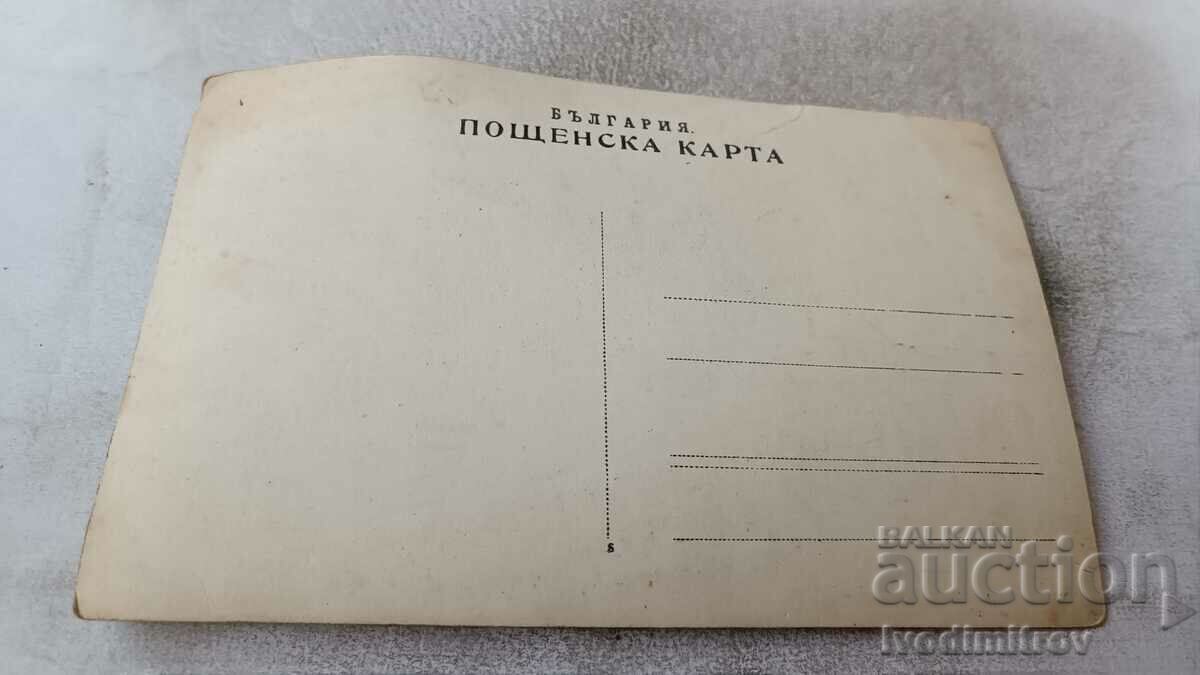 БЪЛГАРИЯ.
ПОЩЕНСКА КАРТА
8
BALKAN
auction
Ivodimitrov